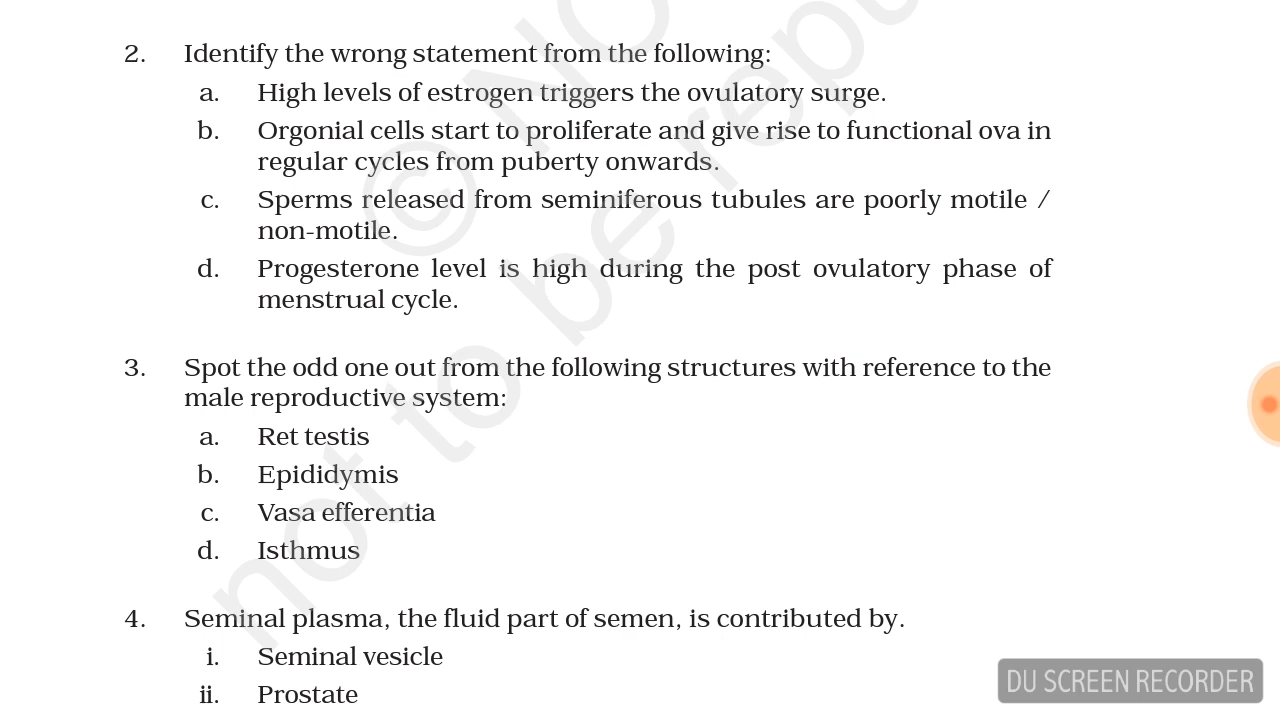 2. Identify the wrong statement from the following:
a. High levels of estrogen triggers the ovulatory surge.
b. Orgonial cells start to proliferate and give rise to functional ova in
regular cycles from puberty onwards.
c. Sperms released from seminiferous tubules are poorly motile /
non-motile.
d. Progesterone level is high during the post ovulatory phase of
menstrual cycle.
3. Spot the odd one out from the following structures with reference to the
male reproductive system:
a. Ret testis
b. Epididymis
c. Vasa efferentia
d. Isthmus
4. Seminal plasma, the fluid part of semen, is contributed by.
i. Seminal vesicle
ii. Prostate
DU SCREEN RECORDER
not to be repu
© NC